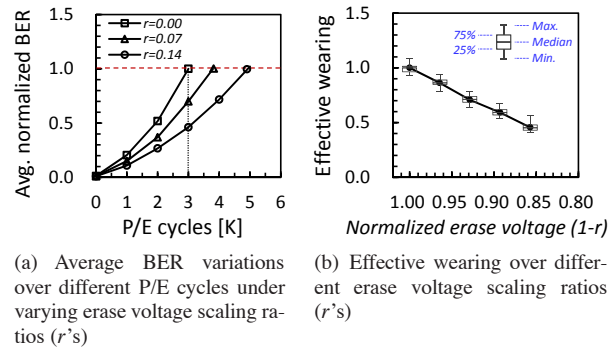 Avg. normalized BER
1.5
1.0
0.5
0.0
r=0.00
r=0.07
r=0.14
0 1 2 3 4 5 6
P/E cycles [K]
(a) Average BER variations
over different P/E cycles under
varying erase voltage scaling ra-
tios (r's)
Effective wearing
1.5
1.0
0.5
0.0
75%
25%
Max.
Median
Min.
1.00 0.95 0.90 0.85 0.80
Normalized erase voltage (1-r)
(b) Effective wearing over differ-
ent erase voltage scaling ratios
(r's)